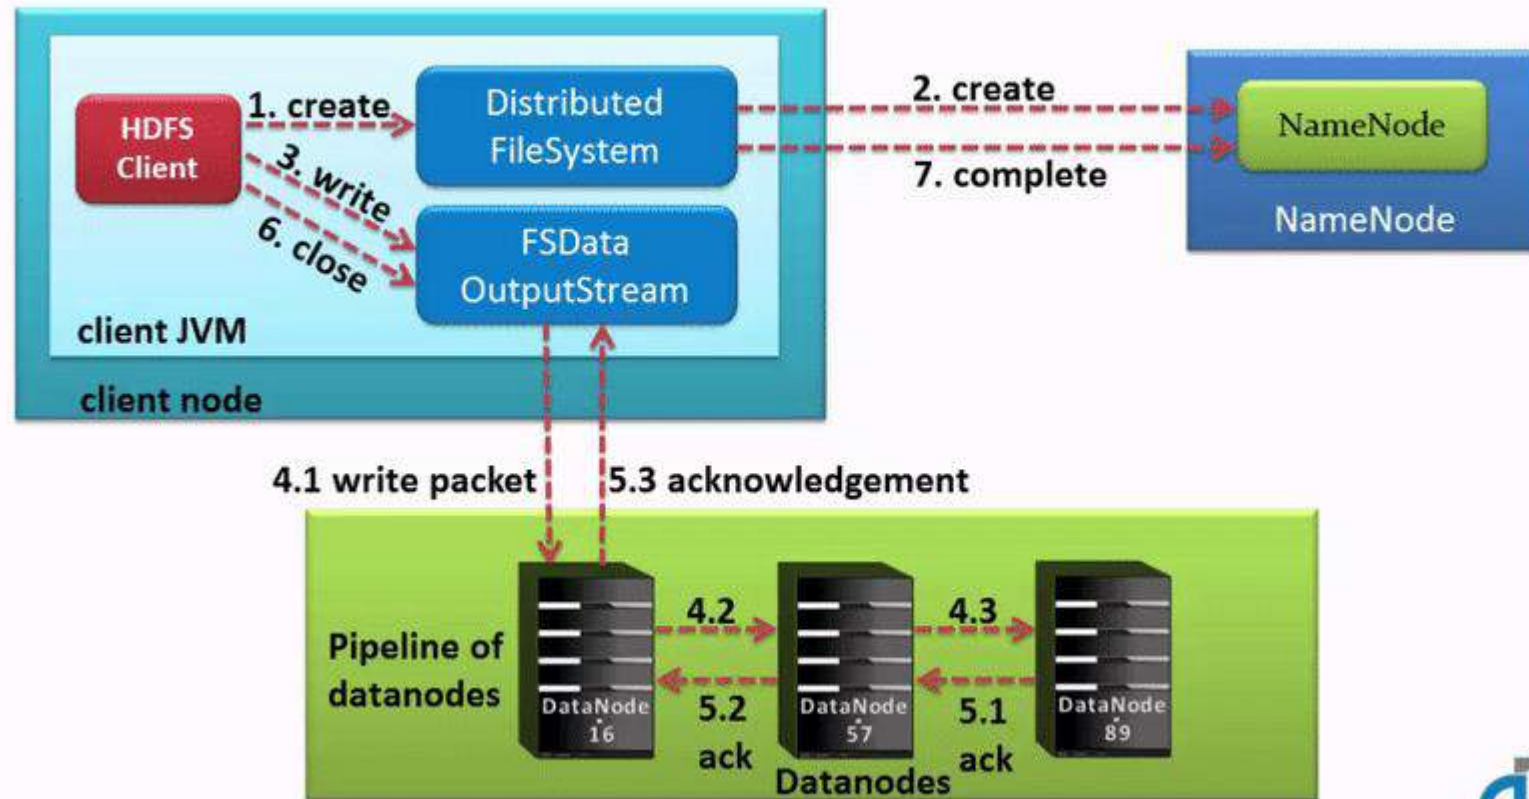 1. create
Distributed
FileSystem
2. create
NameNode
HDFS
Client
3. write
7. complete
NameNode
6. close
FSData
OutputStream
client JVM
client node
4.1 write packet
5.3 acknowledgement
Pipeline of
datanodes
4.2
4.3
DataNode
16
5.2
ack
DataNode
57
5.1
ack
DataNode
89
Datanodes